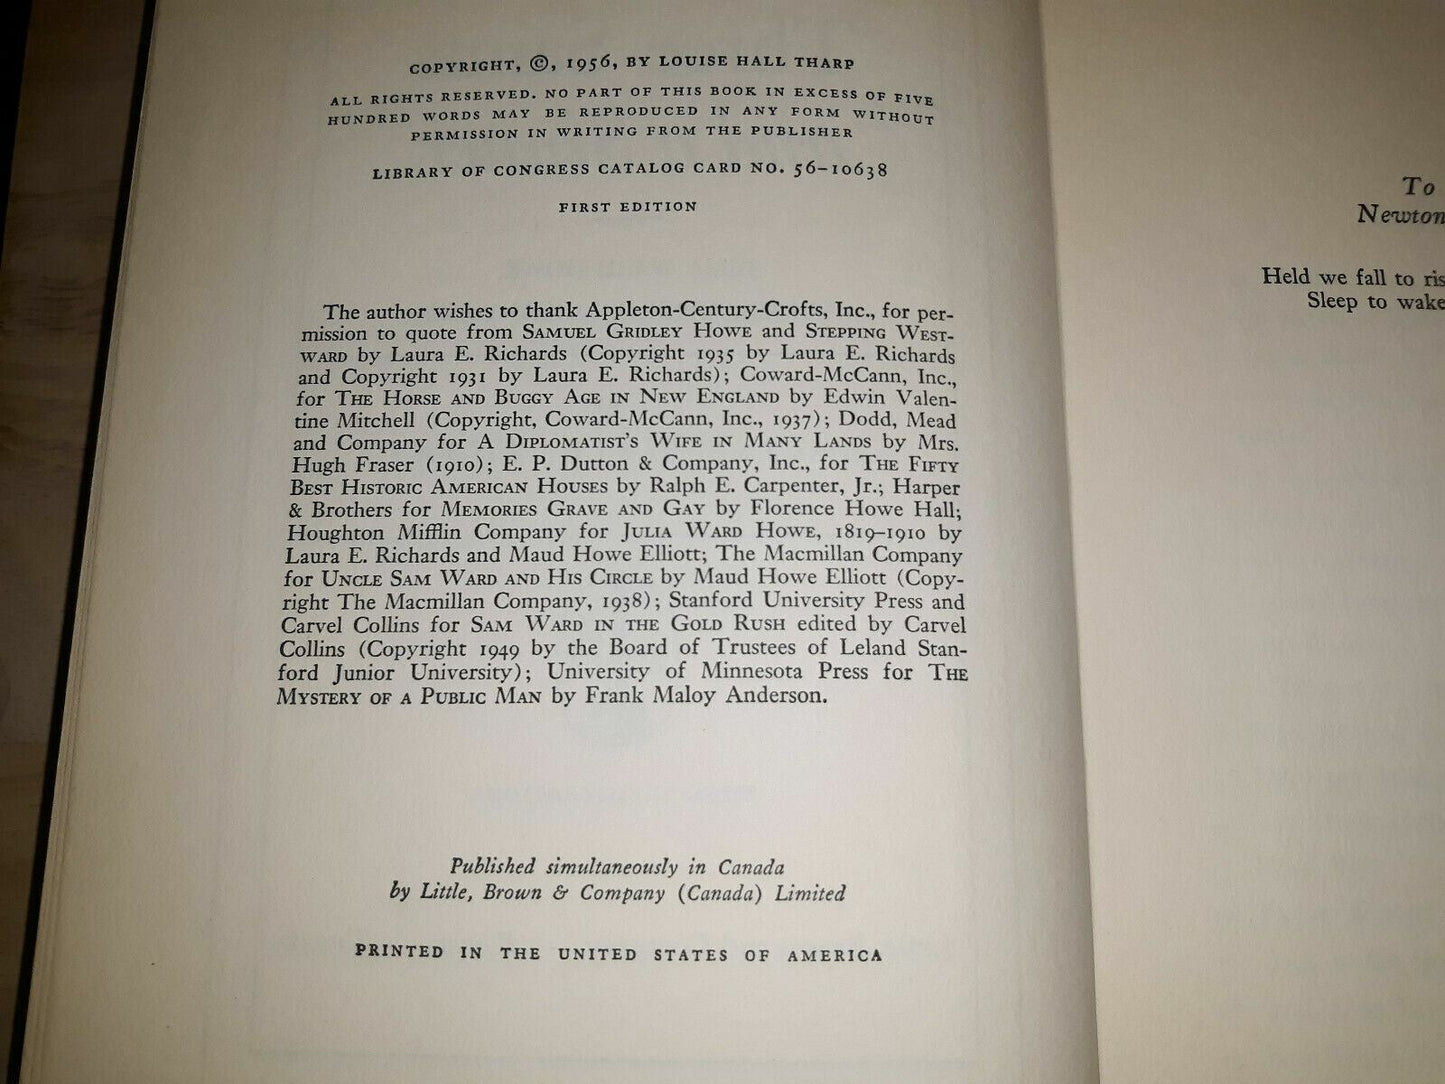 COPYRIGHT, ©, 1956, BY LOUISE HALL THARP
ALL RIGHTS RESERVED. NO PART OF THIS BOOK IN EXCESS OF FIVE
HUNDRED WORDS MAY BE REPRODUCED IN ANY FORM WITHOUT
PERMISSION IN WRITING FROM THE PUBLISHER
LIBRARY OF CONGRESS CATALOG CARD NO. 56-10638
FIRST EDITION
The author wishes to thank Appleton-Century-Crofts, Inc., for per-
mission to quote from SAMUEL GRIDLEY HOWE and STEPPING WEST-
WARD by Laura E. Richards (Copyright 1935 by Laura E. Richards
and Copyright 1931 by Laura E. Richards); Coward-McCann, Inc.,
for THE HORSE AND BUGGY AGE IN NEW ENGLAND by Edwin Valen-
tine Mitchell (Copyright, Coward-McCann, Inc., 1937); Dodd, Mead
and Company for A DIPLOMATIST'S WIFE IN MANY LANDS by Mrs.
Hugh Fraser (1910); E. P. Dutton & Company, Inc., for THE FIFTY
BEST HISTORIC AMERICAN HOUSES by Ralph E. Carpenter, Jr.; Harper
& Brothers for MEMORIES GRAVE AND GAY by Florence Howe Hall;
Houghton Mifflin Company for JULIA WARD HOWE, 1819-1910 by
Laura E. Richards and Maud Howe Elliott; The Macmillan Company
for UNCLE SAM WARD AND HIS CIRCLE by Maud Howe Elliott (Copy-
right The Macmillan Company, 1938); Stanford University Press and
Carvel Collins for SAM WARD IN THE GOLD RUSH edited by Carvel
Collins (Copyright 1949 by the Board of Trustees of Leland Stan-
ford Junior University); University of Minnesota Press for THE
MYSTERY OF A PUBLIC MAN by Frank Maloy Anderson.
Published simultaneously in Canada
by Little, Brown & Company (Canada) Limited
PRINTED IN THE UNITED STATES OF AMERICA
To
Newton
Held we fall to ris
Sleep to wake